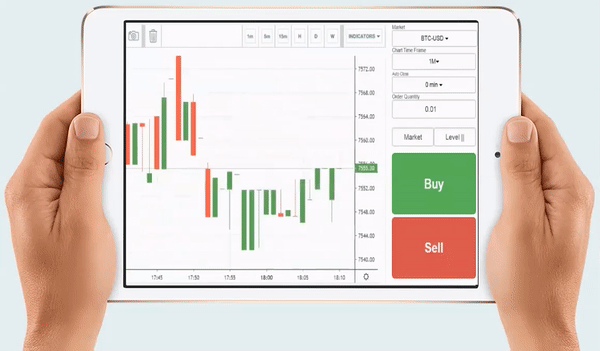 1m 5m 15m H D W INDICATORS
Market
BTC-USD
Chart Time Frame
1M
Auto Close
0 min
Order Quantity
0.01
Market Level ||
Buy
Sell
7572.00
7568.00
7564.00
7560.00
7555.00
7552.00
7548.00
7544.00
7540.00
17:45 17:50 17:55 18:00 18:05 18:10